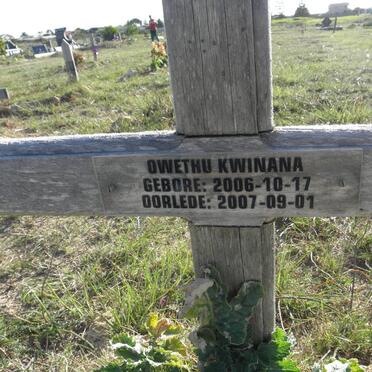 OWETHU KWINANA
GEBORE: 2006-10-17
OORLEDE: 2007-09-01